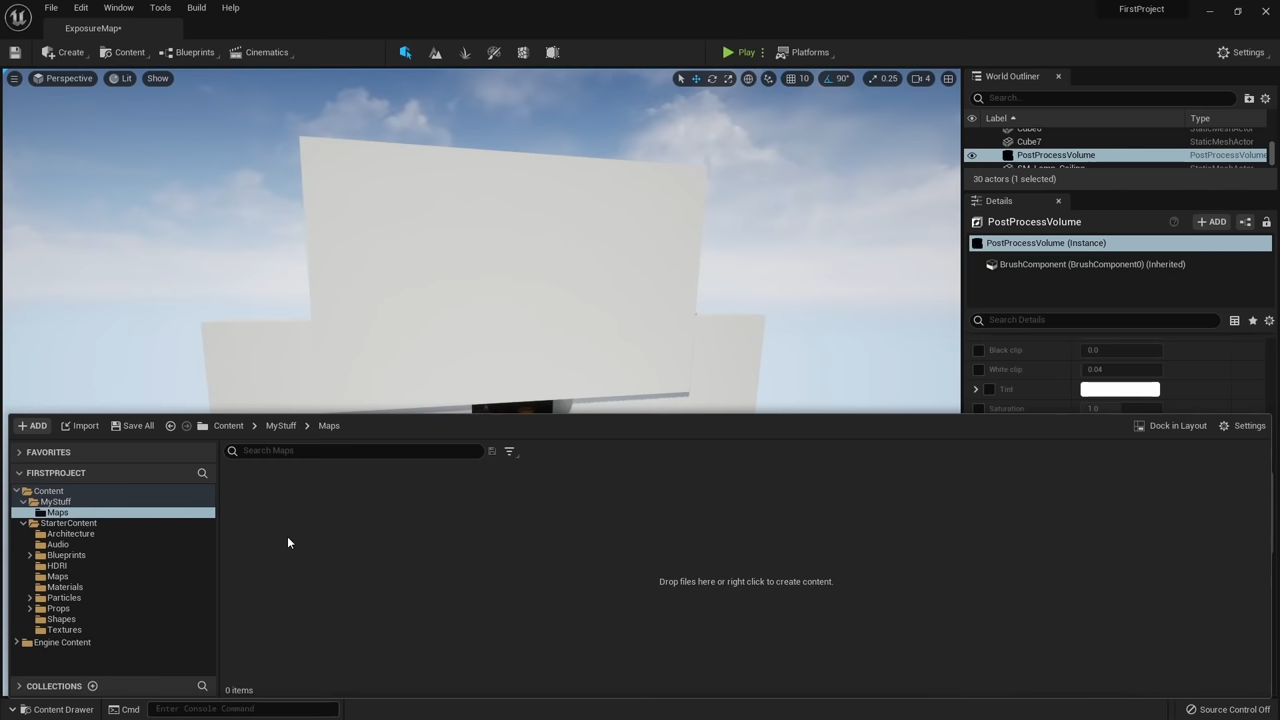 File Edit Window Tools Build Help
FirstProject
ExposureMap*
Create Content Blueprints Cinematics Play Platforms Settings
Perspective Lit Show 10 90° 0.25 4
World Outliner
Search...
Label Type
Cube6 StaticMeshActor
Cube7 StaticMeshActor
PostProcessVolume PostProcessVolume
SM_Lamp_Ceiling StaticMeshActor
30 actors (1 selected)
Details
PostProcessVolume + ADD
PostProcessVolume (Instance)
BrushComponent (BrushComponent0) (Inherited)
Search Details
Black clip 0.0
White clip 0.04
Tint
Saturation 1.0
+ ADD Import Save All Content MyStuff Maps Dock in Layout Settings
FAVORITES
Search Maps
FIRSTPROJECT
Content
MyStuff
Maps
StarterContent
Architecture
Audio
Blueprints
HDRI
Maps
Materials
Particles
Props
Shapes
Textures
Engine Content
Drop files here or right click to create content.
COLLECTIONS
0 items
Content Drawer Cmd Enter Console Command Source Control Off